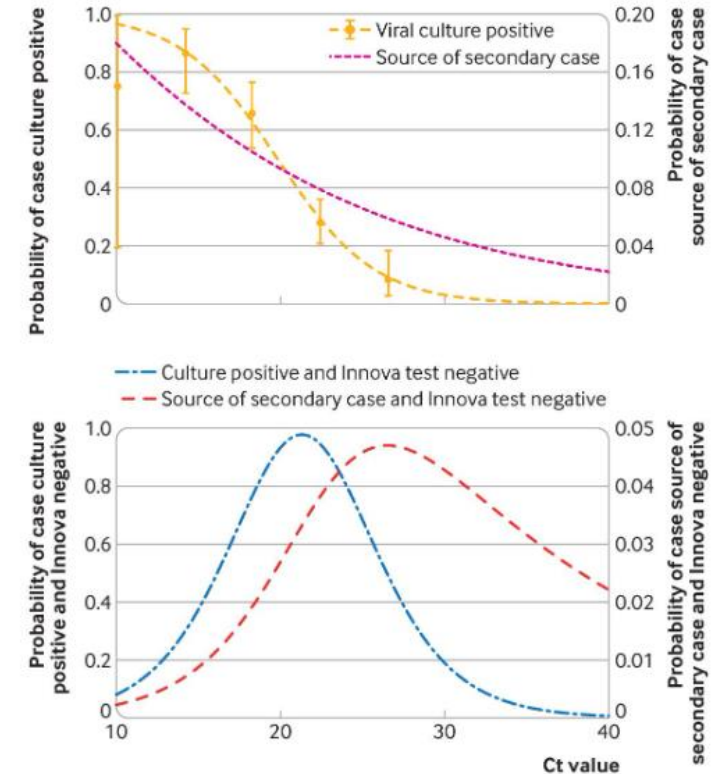 Probability of case culture positive
1.0
0.8
0.6
0.4
0.2
0
Viral culture positive
Source of secondary case
0.20
0.16
0.12
0.08
0.04
0
Probability of case
source of secondary case
Culture positive and Innova test negative
Source of secondary case and Innova test negative
Probability of case culture
positive and Innova negative
1.0
0.8
0.6
0.4
0.2
0
0.05
0.04
0.03
0.02
0.01
0
Probability of case source of
secondary case and Innova negative
10
20
30
40
Ct value